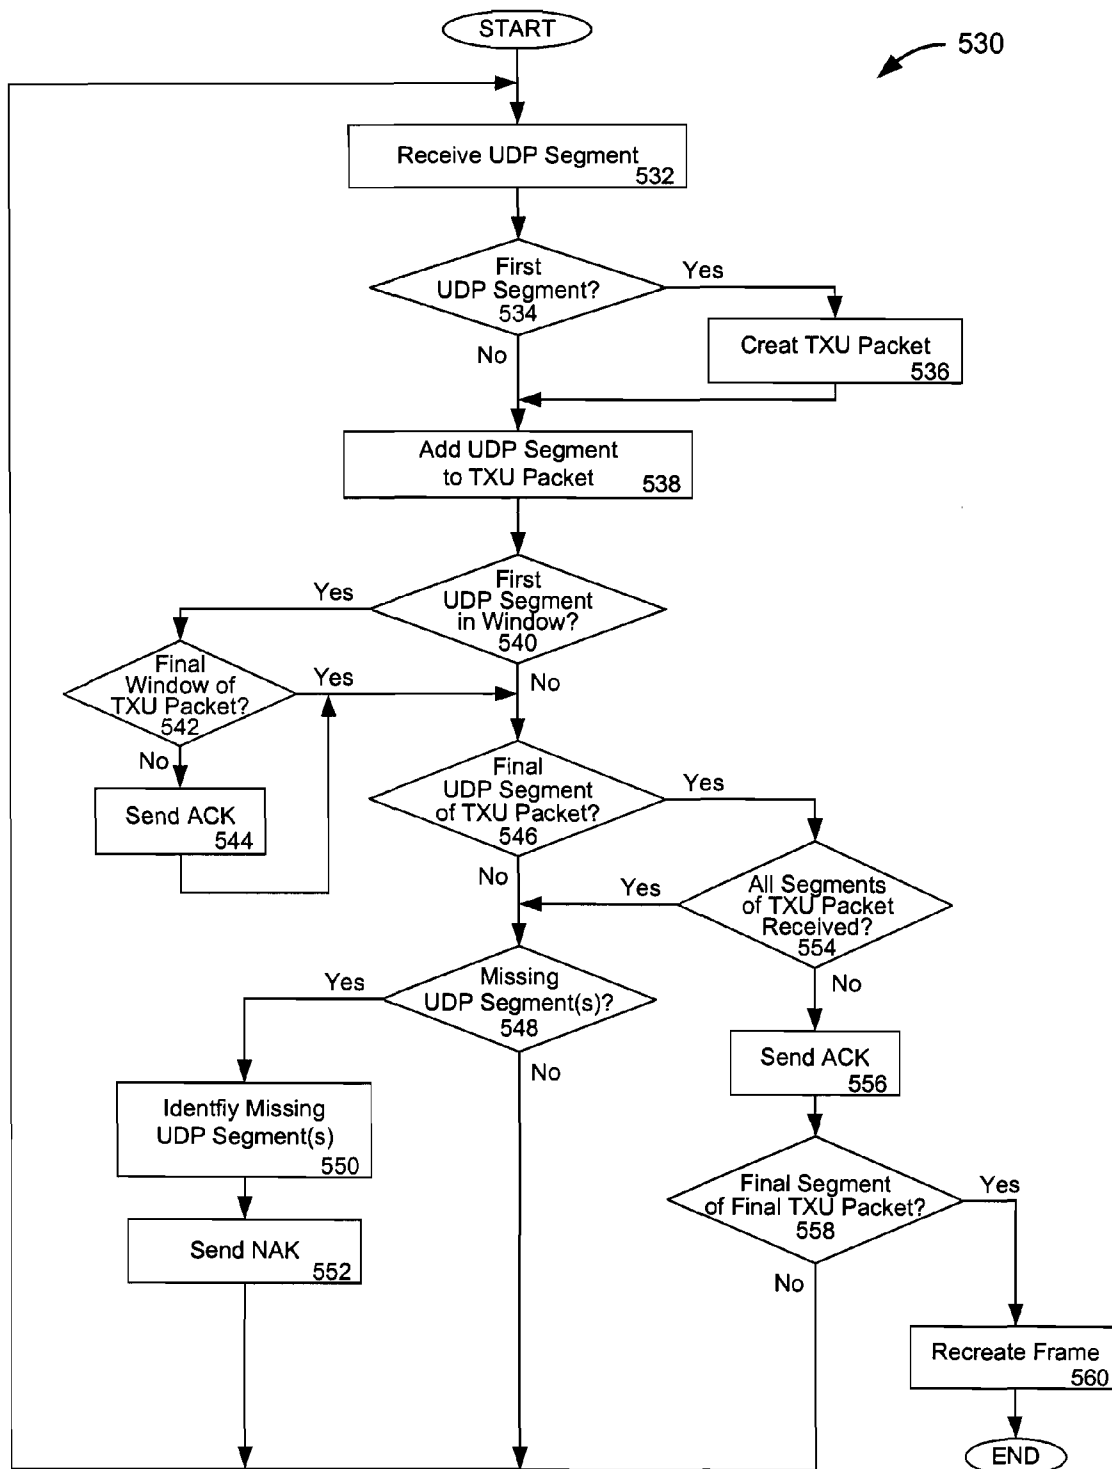 START
530
Receive UDP Segment
532
First
UDP Segment?
534
Yes
No
Creat TXU Packet
536
Add UDP Segment
to TXU Packet
538
First
UDP Segment
in Window?
540
Yes
No
Final
Window of
TXU Packet?
542
Yes
No
Send ACK
544
Final
UDP Segment
of TXU Packet?
546
Yes
No
All Segments
of TXU Packet
Received?
554
Yes
No
Missing
UDP Segment(s)?
548
Yes
No
Send ACK
556
Identfiy Missing
UDP Segment(s)
550
Send NAK
552
Final Segment
of Final TXU Packet?
558
Yes
No
Recreate Frame
560
END